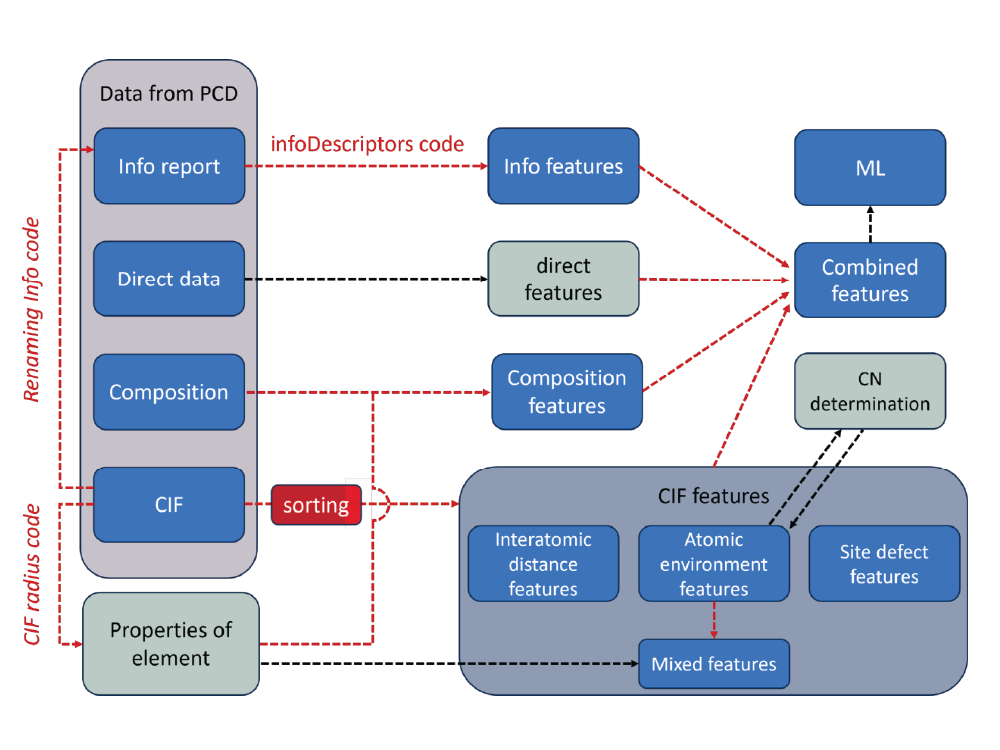 Data from PCD
Info report
infoDescriptors code
Info features
ML
Renaming Info code
Direct data
direct
features
Combined
features
Composition
Composition
features
CN
determination
CIF
sorting
CIF features
CIF radius code
Interatomic
distance
features
Atomic
environment
features
Site defect
features
Properties of
element
Mixed features